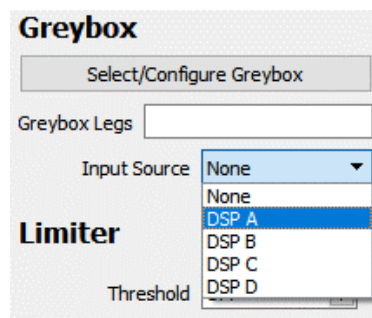 Greybox
Select/Configure Greybox
Greybox Legs
Input Source None
None
DSP A
Limiter
DSP B
DSP C
Threshold
DSP D